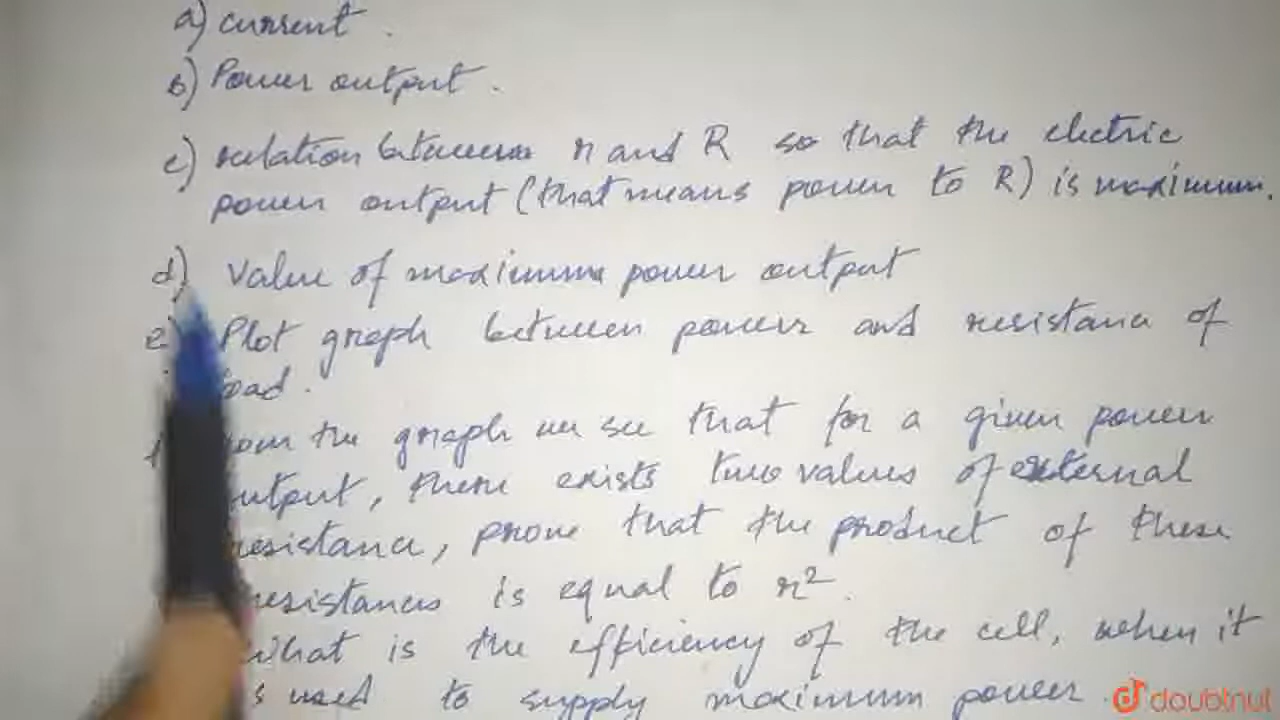 a) current.
b) Power output.
c) relation between r and R so that the electric
power output (that means power to R) is maximum.
d) Value of maximum power output
e) Plot graph between power and resistance of
load.
from the graph we see that for a given power
output, there exists two values of external
resistance, prove that the product of these
resistances is equal to r².
What is the efficiency of the cell, when it
is used to supply maximum power.
doubtnut